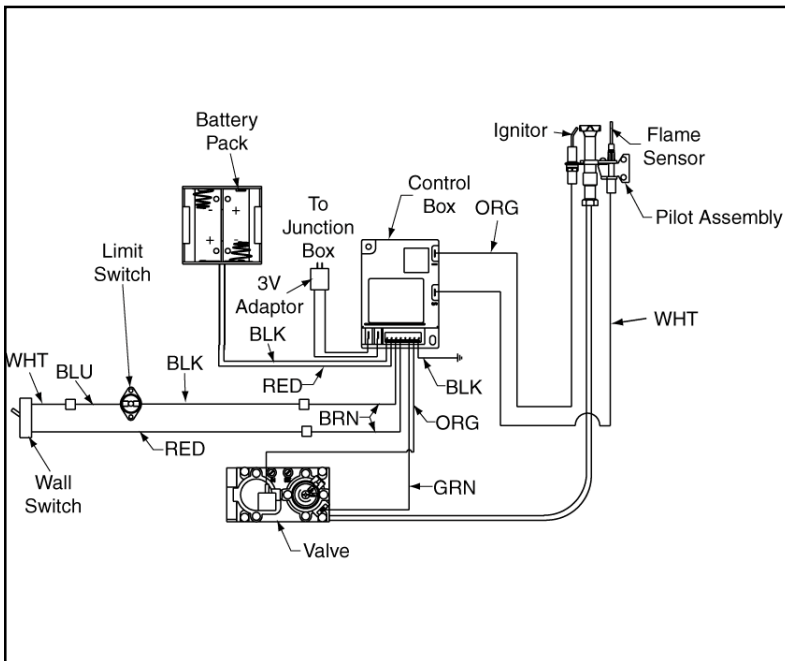 Battery
Pack
To
Junction
Box
Control
Box
Ignitor
Flame
Sensor
ORG
Pilot Assembly
Limit
Switch
3V
Adaptor
WHT
BLK
WHT
BLU
BLK
RED
BLK
BRN
ORG
RED
Wall
Switch
GRN
Valve
I
S